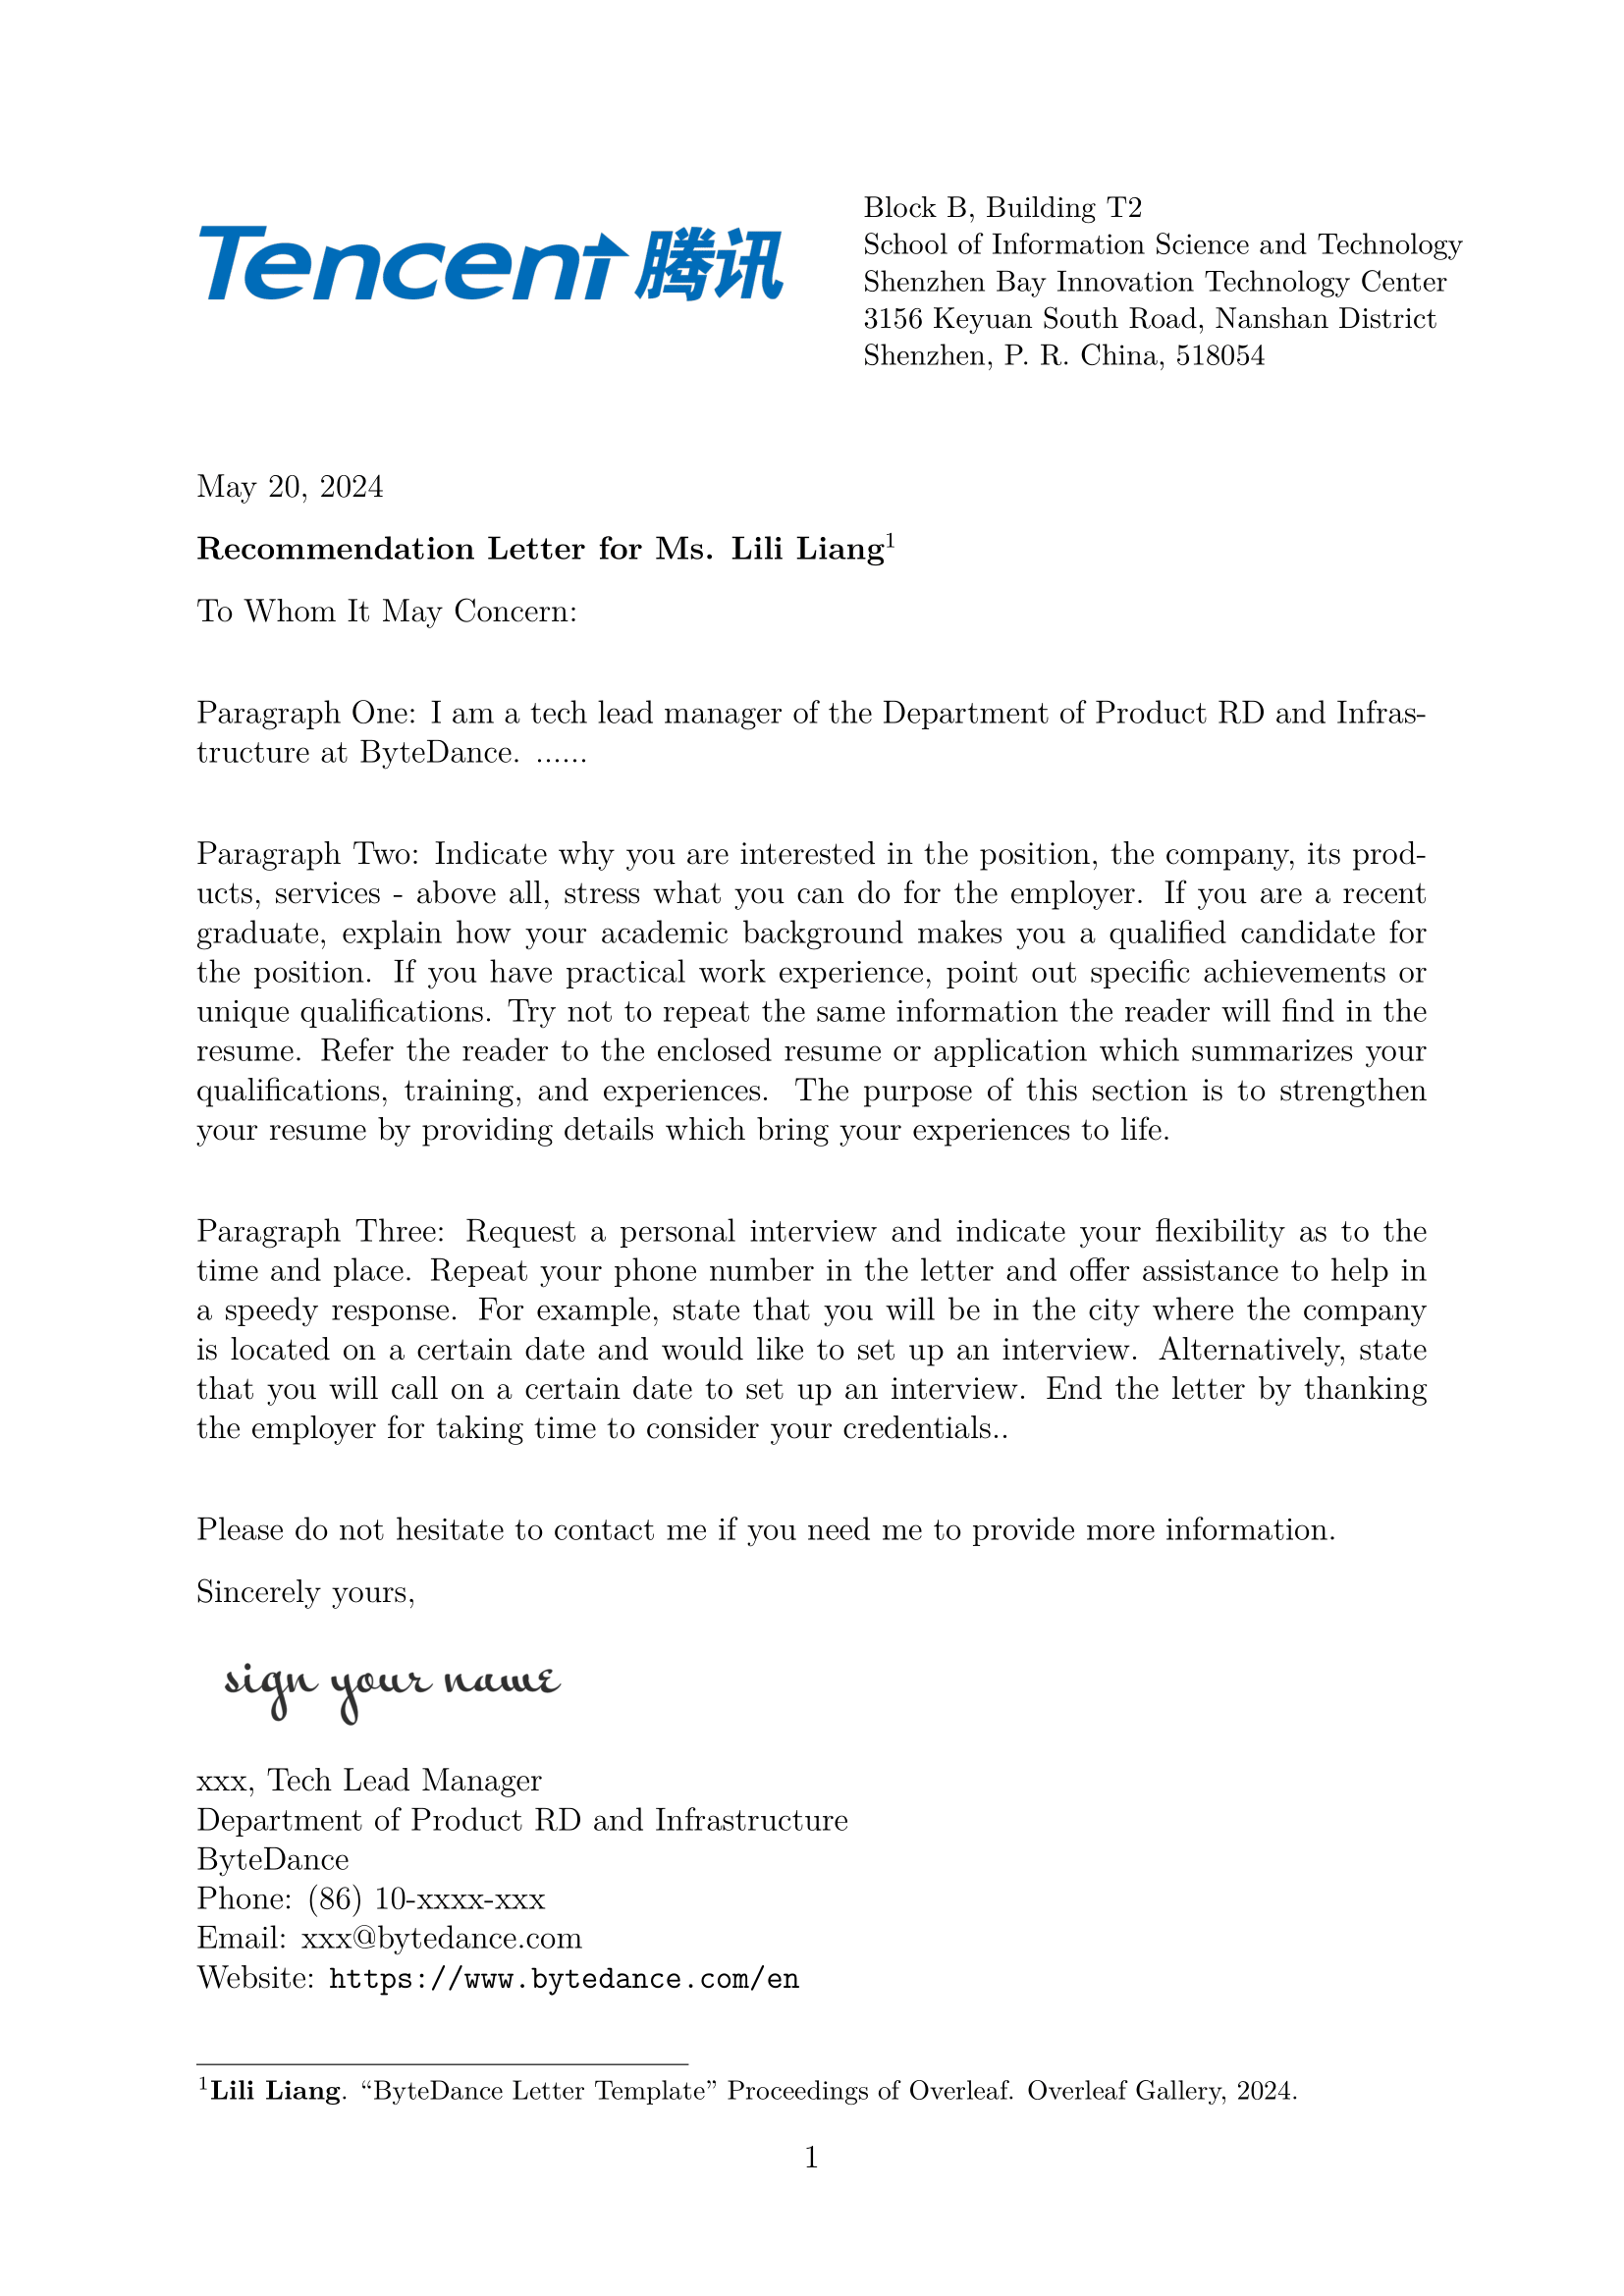 Tencent 腾讯
Block B, Building T2
School of Information Science and Technology
Shenzhen Bay Innovation Technology Center
3156 Keyuan South Road, Nanshan District
Shenzhen, P. R. China, 518054
May 20, 2024
Recommendation Letter for Ms. Lili Liang¹
To Whom It May Concern:
Paragraph One: I am a tech lead manager of the Department of Product RD and Infras-
tructure at ByteDance. ......
Paragraph Two: Indicate why you are interested in the position, the company, its prod-
ucts, services - above all, stress what you can do for the employer. If you are a recent
graduate, explain how your academic background makes you a qualified candidate for
the position. If you have practical work experience, point out specific achievements or
unique qualifications. Try not to repeat the same information the reader will find in the
resume. Refer the reader to the enclosed resume or application which summarizes your
qualifications, training, and experiences. The purpose of this section is to strengthen
your resume by providing details which bring your experiences to life.
Paragraph Three: Request a personal interview and indicate your flexibility as to the
time and place. Repeat your phone number in the letter and offer assistance to help in
a speedy response. For example, state that you will be in the city where the company
is located on a certain date and would like to set up an interview. Alternatively, state
that you will call on a certain date to set up an interview. End the letter by thanking
the employer for taking time to consider your credentials..
Please do not hesitate to contact me if you need me to provide more information.
Sincerely yours,
sign your name
xxx, Tech Lead Manager
Department of Product RD and Infrastructure
ByteDance
Phone: (86) 10-xxxx-xxx
Email: xxx@bytedance.com
Website: https://www.bytedance.com/en
¹Lili Liang. “ByteDance Letter Template” Proceedings of Overleaf. Overleaf Gallery, 2024.
1